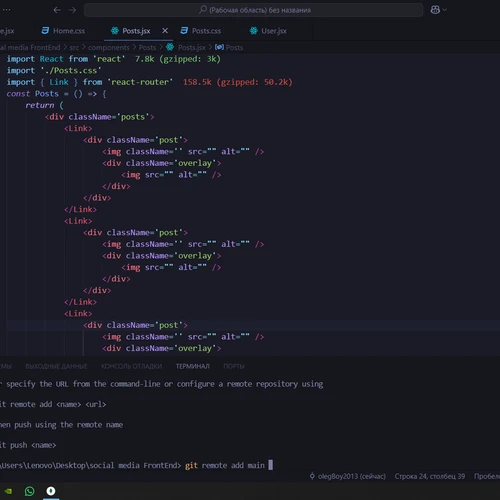 (Рабочая область) без названия
e.jsx Home.css Posts.jsx Posts.css User.jsx
ocial media FrontEnd > src > components > Posts > Posts.jsx > Posts
import React from 'react' 7.8k (gzipped: 3k)
import './Posts.css'
import { Link } from 'react-router' 158.5k (gzipped: 50.2k)
const Posts = () => {
return (
<div className='posts'>
<Link>
<div className='post'>
<img className='' src="" alt="" />
<div className='overlay'>
<img src="" alt="" />
</div>
</div>
</Link>
<Link>
<div className='post'>
<img className='' src="" alt="" />
<div className='overlay'>
<img src="" alt="" />
</div>
</div>
</Link>
<Link>
<div className='post'>
<img className='' src="" alt="" />
<div className='overlay'>
МЫ ВЫХОДНЫЕ ДАННЫЕ КОНСОЛЬ ОТЛАДКИ ТЕРМИНАЛ ПОРТЫ
r specify the URL from the command-line or configure a remote repository using
it remote add <name> <url>
hen push using the remote name
it push <name>
\Users\Lenovo\Desktop\social media FrontEnd> git remote add main
olegBoy2013 (сейчас) Строка 24, столбец 39 Пробело